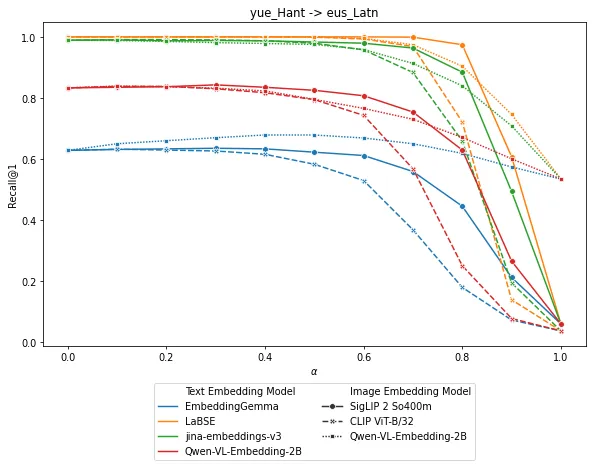 yue_Hant -> eus_Latn
Recall@1
1.0
0.8
0.6
0.4
0.2
0.0
0.0 0.2 0.4 0.6 0.8 1.0
α
Text Embedding Model
EmbeddingGemma
LaBSE
jina-embeddings-v3
Qwen-VL-Embedding-2B
Image Embedding Model
SigLIP 2 So400m
CLIP ViT-B/32
Qwen-VL-Embedding-2B